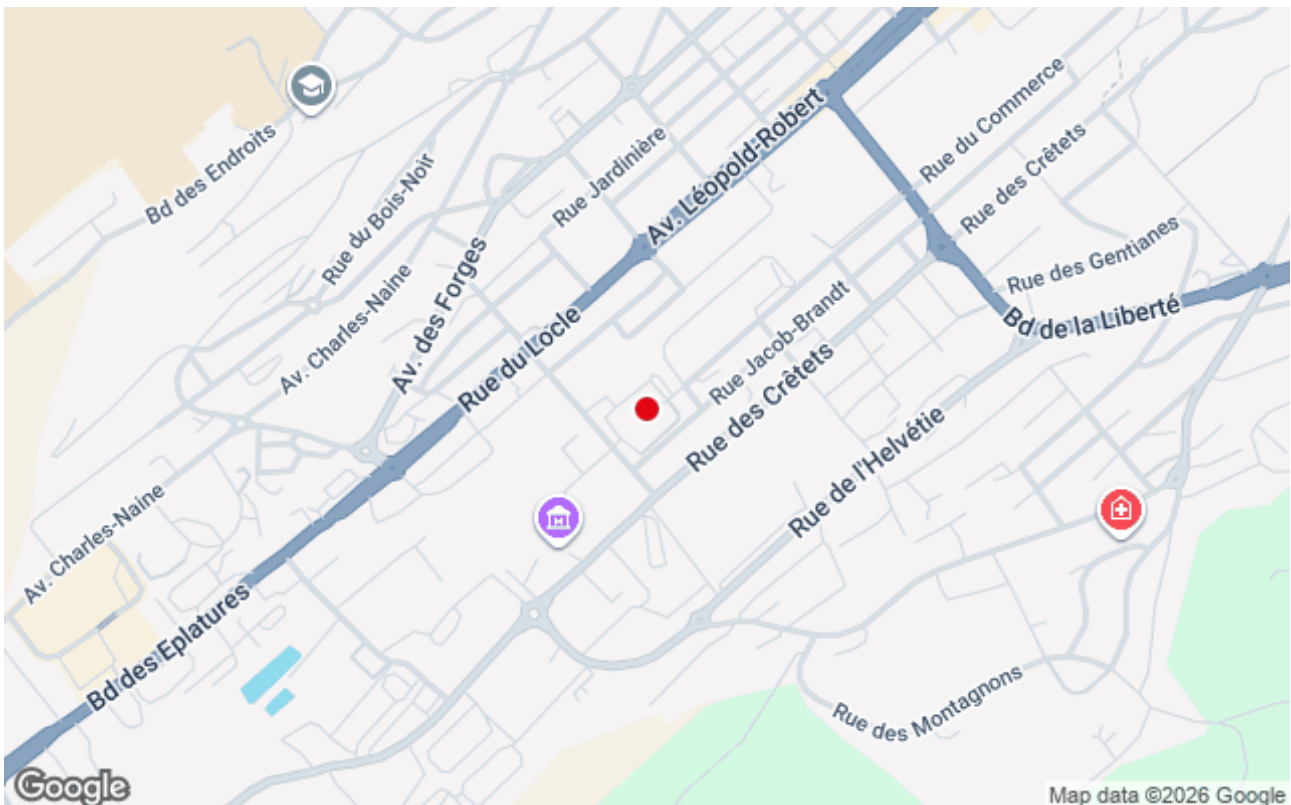 Bd des Endroits
Rue du Bois-Noir
Rue Jardinière
Av. Léopold-Robert
Rue du Commerce
Rue des Crêtets
Rue des Gentianes
Bd de la Liberté
Av. Charles-Naine
Av. des Forges
Rue du Locle
Rue Jacob-Brandt
Rue des Crêtets
Rue de l'Helvétie
Av. Charles-Naine
Bd des Eplatures
Rue des Montagnons
H
Google
Map data ©2026 Google